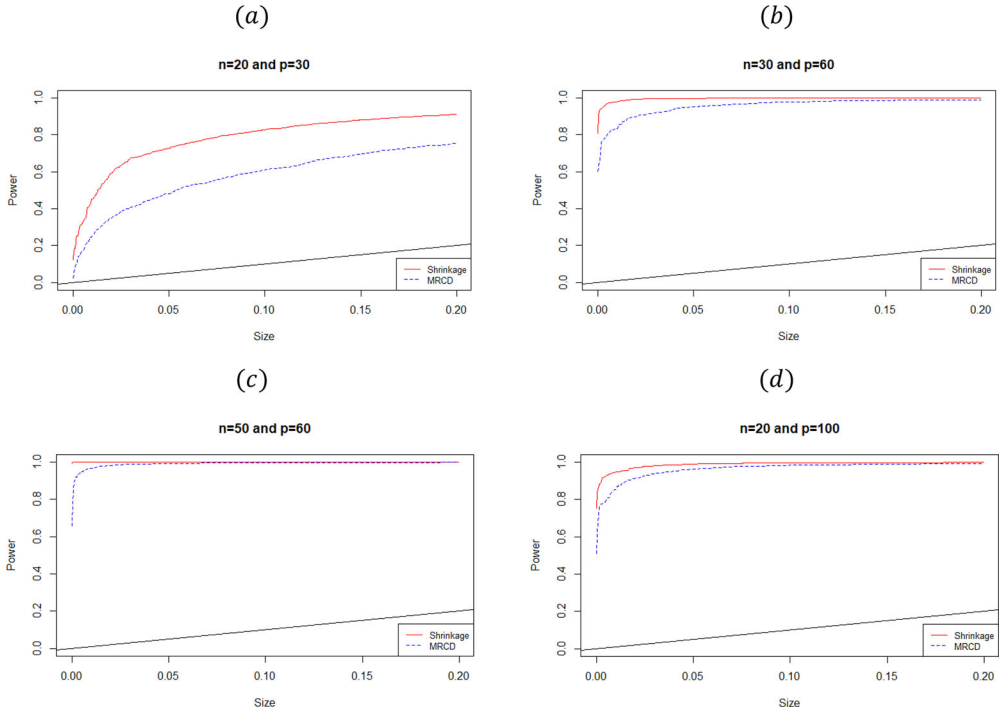 (a)
n=20 and p=30
Power
0.0 0.2 0.4 0.6 0.8 1.0
0.00 0.05 0.10 0.15 0.20
Size
Shrinkage
MRCD
(b)
n=30 and p=60
Power
0.0 0.2 0.4 0.6 0.8 1.0
0.00 0.05 0.10 0.15 0.20
Size
Shrinkage
MRCD
(c)
n=50 and p=60
Power
0.0 0.2 0.4 0.6 0.8 1.0
0.00 0.05 0.10 0.15 0.20
Size
Shrinkage
MRCD
(d)
n=20 and p=100
Power
0.0 0.2 0.4 0.6 0.8 1.0
0.00 0.05 0.10 0.15 0.20
Size
Shrinkage
MRCD